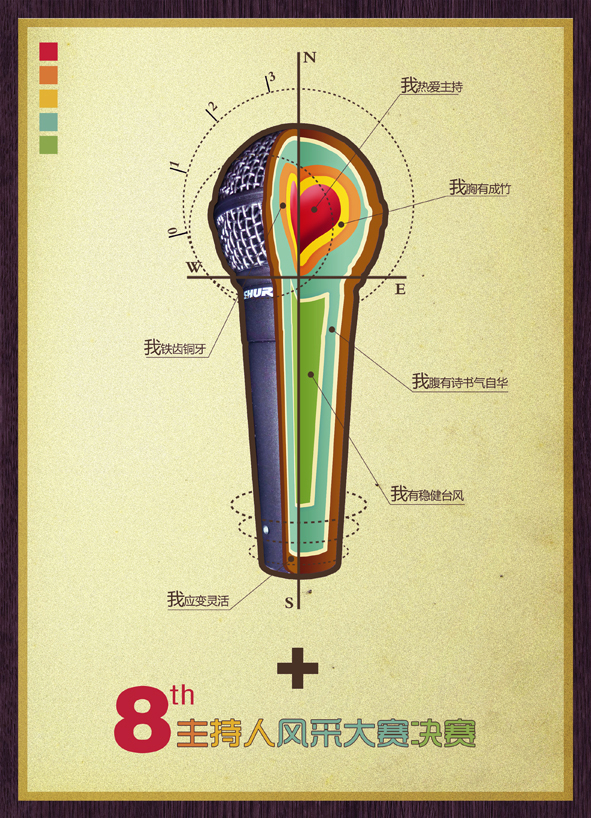 N
3
2
1
0
我热爱主持
我胸有成竹
W
E
SHUR
我铁齿铜牙
我腹有诗书气自华
我有稳健台风
我应变灵活
S
8th
主持人风采大赛决赛